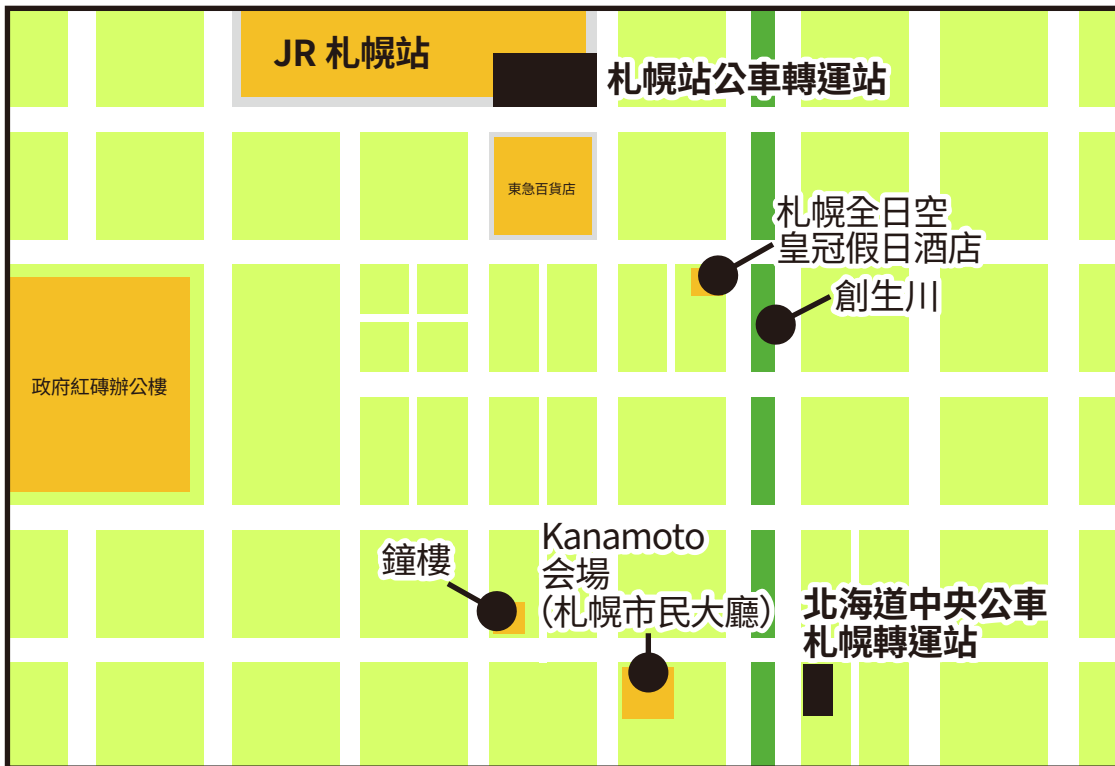 JR 札幌站
札幌站公車轉運站
東急百貨店
札幌全日空
皇冠假日酒店
創生川
政府紅磚辦公樓
鐘樓
Kanamoto
会場
(札幌市民大廳)
北海道中央公車
札幌轉運站